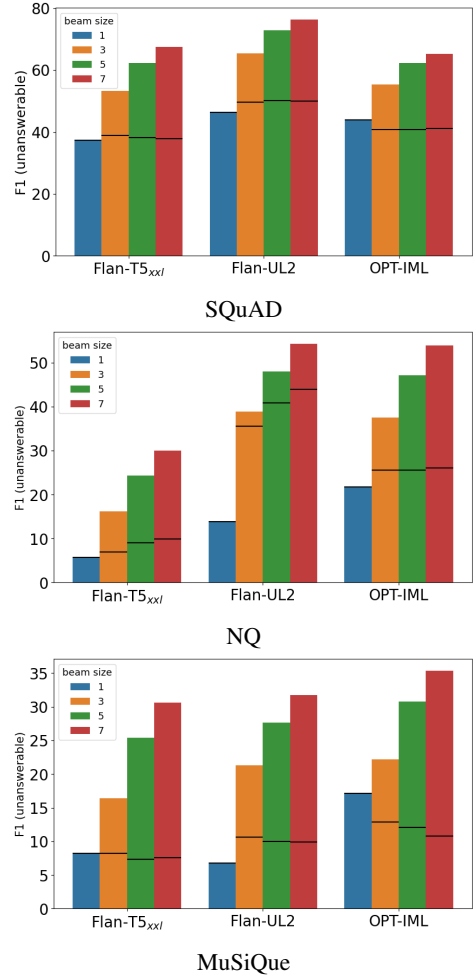 80
60
40
20
0
F1 (unanswerable)
beam size
1
3
5
7
Flan-T5xxl Flan-UL2 OPT-IML
SQuAD
50
40
30
20
10
0
F1 (unanswerable)
beam size
1
3
5
7
Flan-T5xxl Flan-UL2 OPT-IML
NQ
35
30
25
20
15
10
5
0
F1 (unanswerable)
beam size
1
3
5
7
Flan-T5xxl Flan-UL2 OPT-IML
MuSiQue